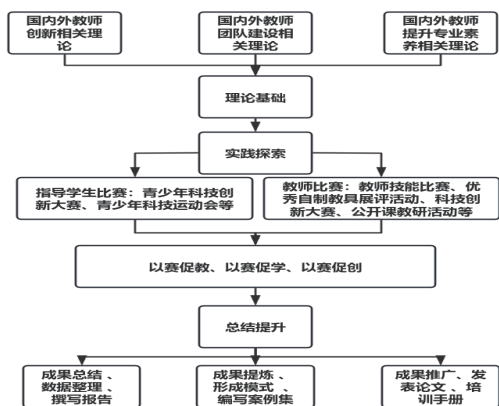 国内外教师
创新相关理
论
国内外教师
团队建设相
关理论
国内外教师
提升专业素
养相关理论
理论基础
实践探索
指导学生比赛：青少年科技创
新大赛、青少年科技运动会等
教师比赛：教师技能比赛、优
秀自制教具展评活动、科技创
新大赛、公开课教研活动等
以赛促教、以赛促学、以赛促创
总结提升
成果总结、
数据整理、
撰写报告
成果提炼、
形成模式、
编写案例集
成果推广、发
表论文、培
训手册